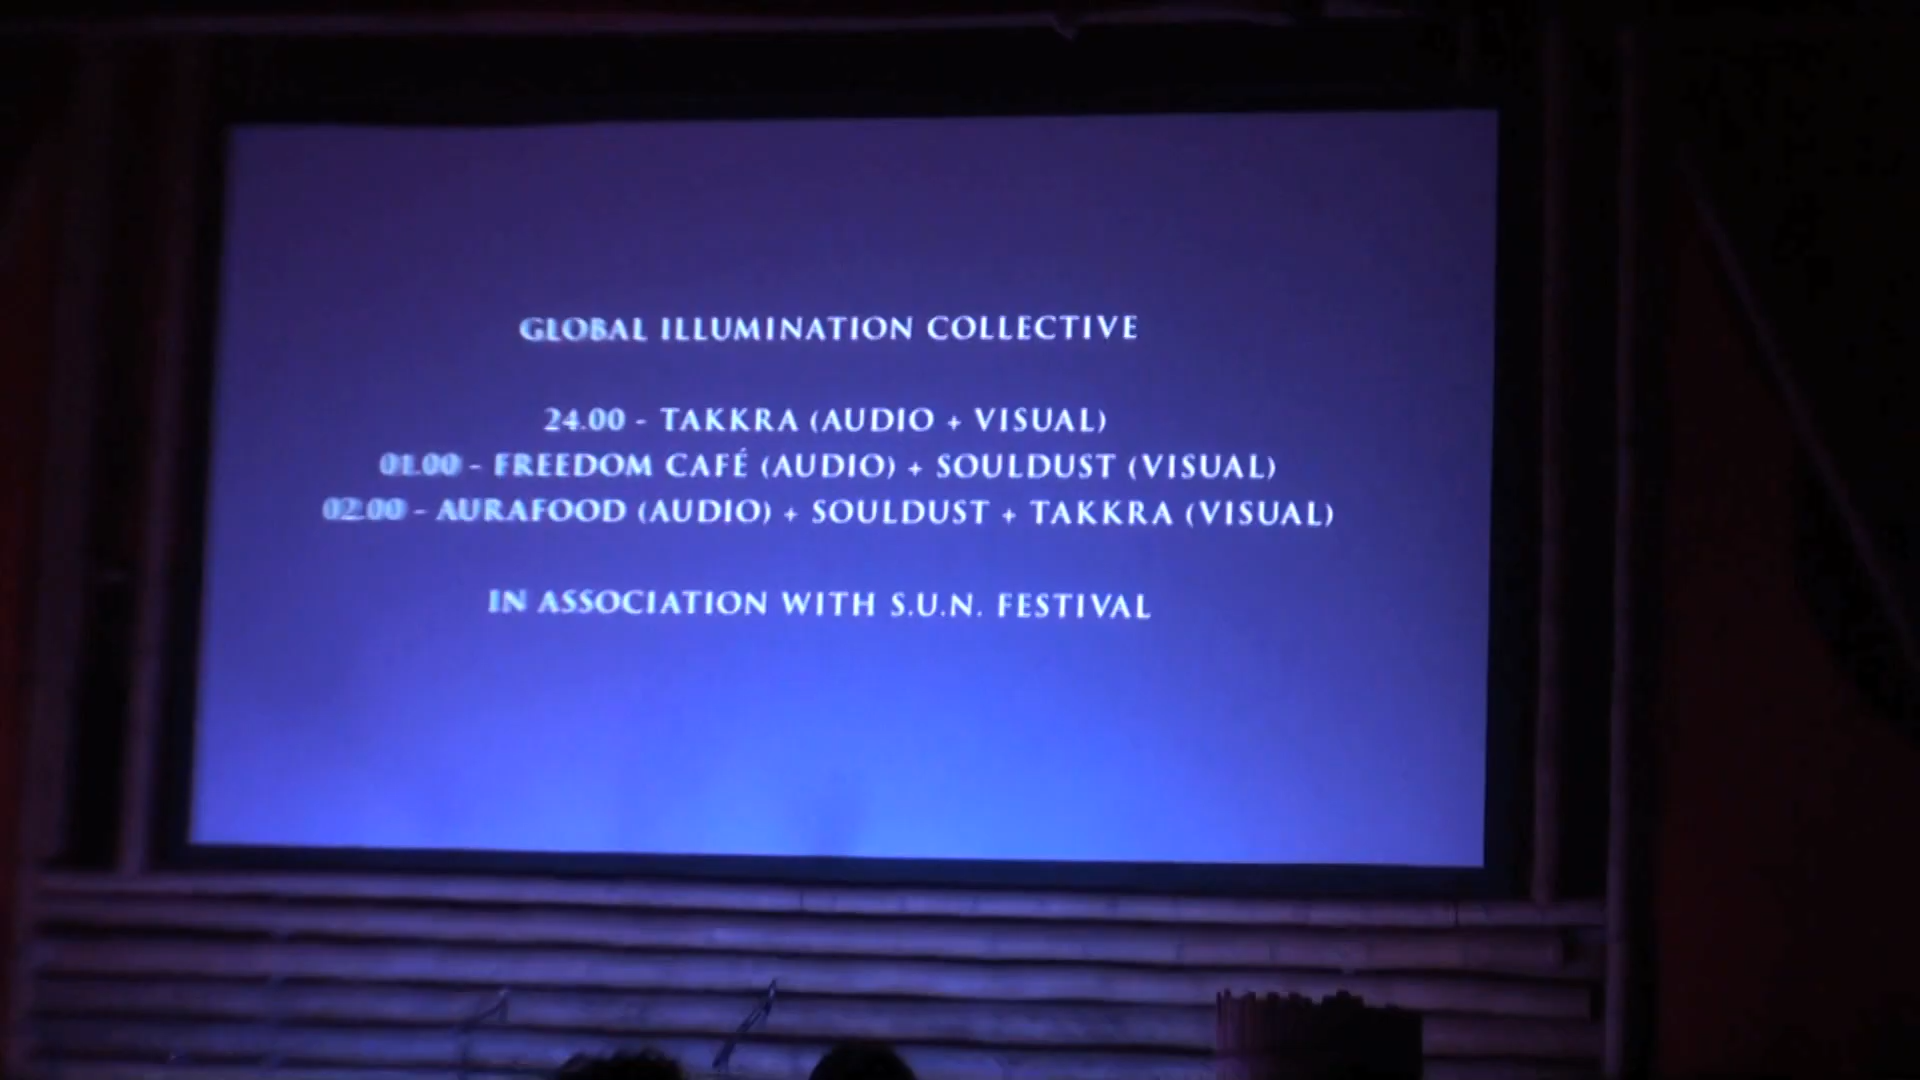 GLOBAL ILLUMINATION COLLECTIVE
24.00 - TAKKRA (AUDIO + VISUAL)
01.00 - FREEDOM CAFÉ (AUDIO) + SOULDUST (VISUAL)
02.00 - AURAFOOD (AUDIO) + SOULDUST + TAKKRA (VISUAL)
IN ASSOCIATION WITH S.U.N. FESTIVAL